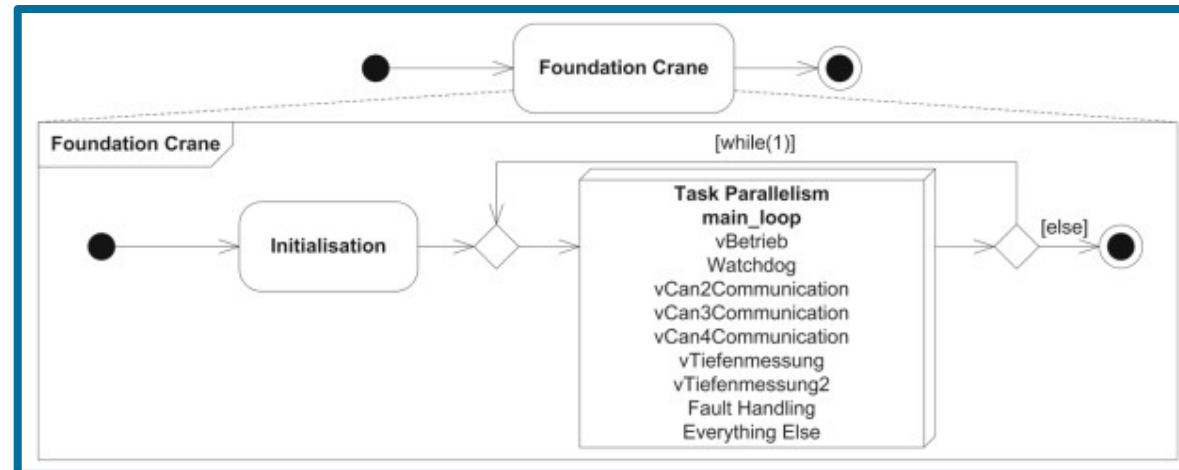 Foundation Crane
Foundation Crane
[while(1)]
Initialisation
Task Parallelism
main_loop
vBetrieb
Watchdog
vCan2Communication
vCan3Communication
vCan4Communication
vTiefenmessung
vTiefenmessung2
Fault Handling
Everything Else
[else]